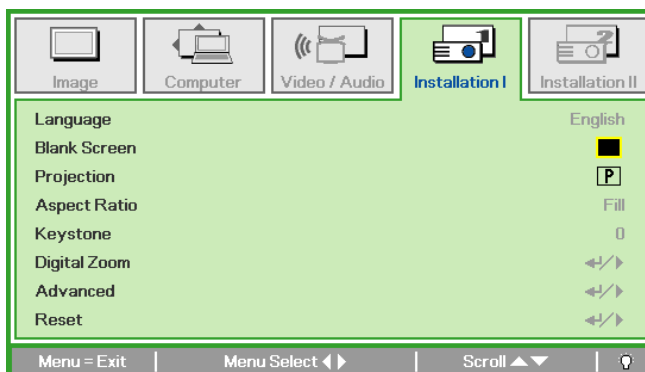 Image Computer Video / Audio Installation I Installation II
Language English
Blank Screen
Projection P
Aspect Ratio Fill
Keystone 0
Digital Zoom
Advanced
Reset
Menu = Exit Menu Select Scroll